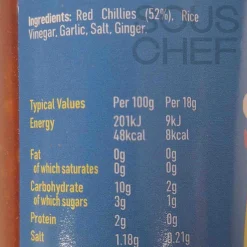 SOUS
CHEF
Ingredients: Red Chillies (52%), Rice
Vinegar, Garlic, Salt, Ginger.
Typical Values Per 100g Per 18g
Energy 201kJ 9kJ
48kcal 8kcal
Fat 0g 0g
of which saturates 0g 0g
Carbohydrate 10g 2g
of which sugars 3g 1g
Protein 2g 0g
Salt 1.18g 0.21g